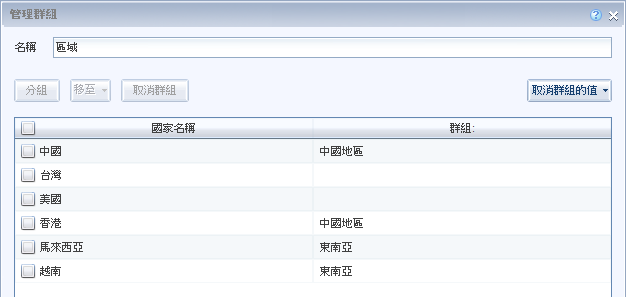 管理群組
名稱 區域
分組 移至 取消群組 取消群組的值
國家名稱 群組:
中國 中國地區
台灣
美國
香港 中國地區
馬來西亞 東南亞
越南 東南亞